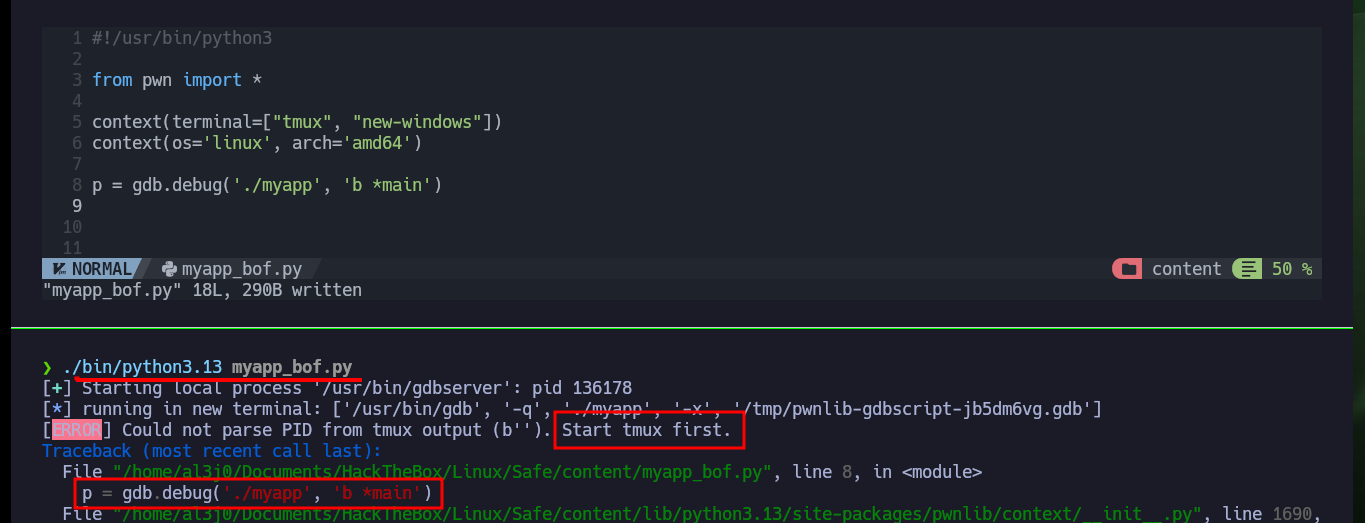 1 #!/usr/bin/python3
2
3 from pwn import *
4
5 context(terminal=["tmux", "new-windows"])
6 context(os='linux', arch='amd64')
7
8 p = gdb.debug('./myapp', 'b *main')
9
10
11
NORMAL myapp_bof.py content 50 %
"myapp_bof.py" 18L, 290B written
❯ ./bin/python3.13 myapp_bof.py
[+] Starting local process '/usr/bin/gdbserver': pid 136178
[*] running in new terminal: ['/usr/bin/gdb', '-q', './myapp', '-x', '/tmp/pwnlib-gdbscript-jb5dm6vg.gdb']
[ERROR] Could not parse PID from tmux output (b''). Start tmux first.
Traceback (most recent call last):
File "/home/al3j0/Documents/HackTheBox/Linux/Safe/content/myapp_bof.py", line 8, in <module>
p = gdb.debug('./myapp', 'b *main')
File "/home/al3j0/Documents/HackTheBox/Linux/Safe/content/lib/python3.13/site-packages/pwnlib/context/__init__.py", line 1690,